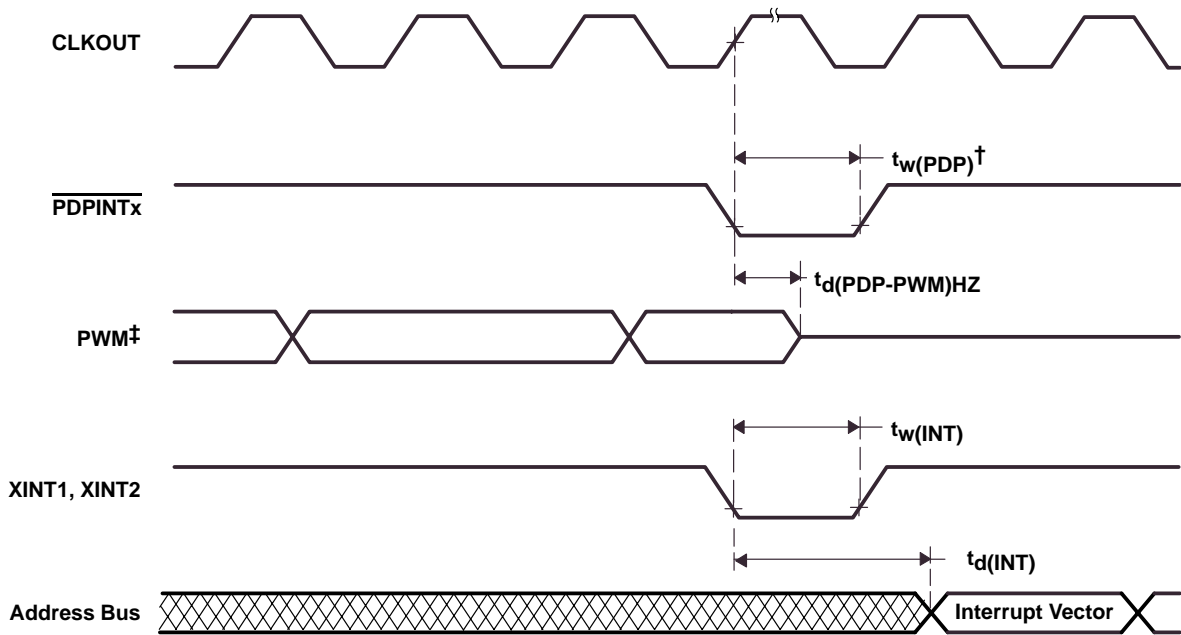 CLKOUT
tw(PDP)†
PDPINTx
td(PDP-PWM)HZ
PWM‡
tw(INT)
XINT1, XINT2
td(INT)
Address Bus
Interrupt Vector